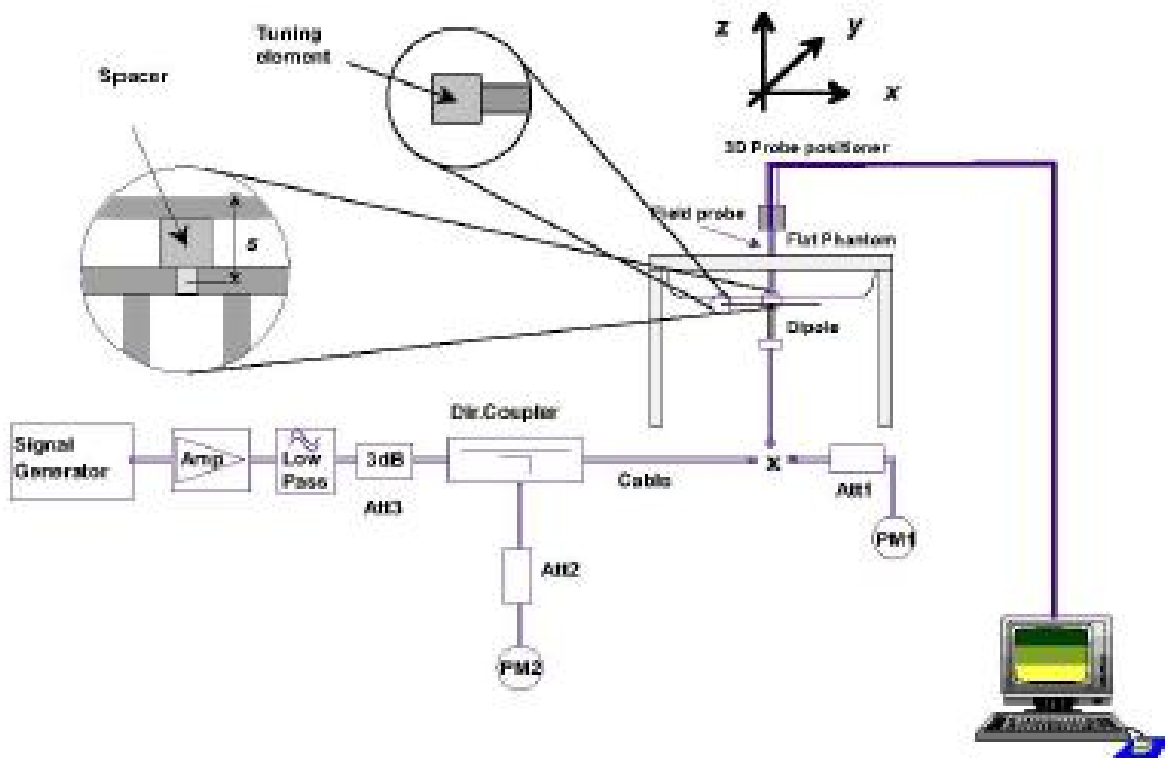 Tuning
element
Spacer
z
y
x
3D Probe positioner
Field probe
Flat Phantom
s
Dipole
Dir.Coupler
Signal
Generator
Amp
Low
Pass
3dB
Att3
Cable
x
Att1
PM1
Att2
PM2